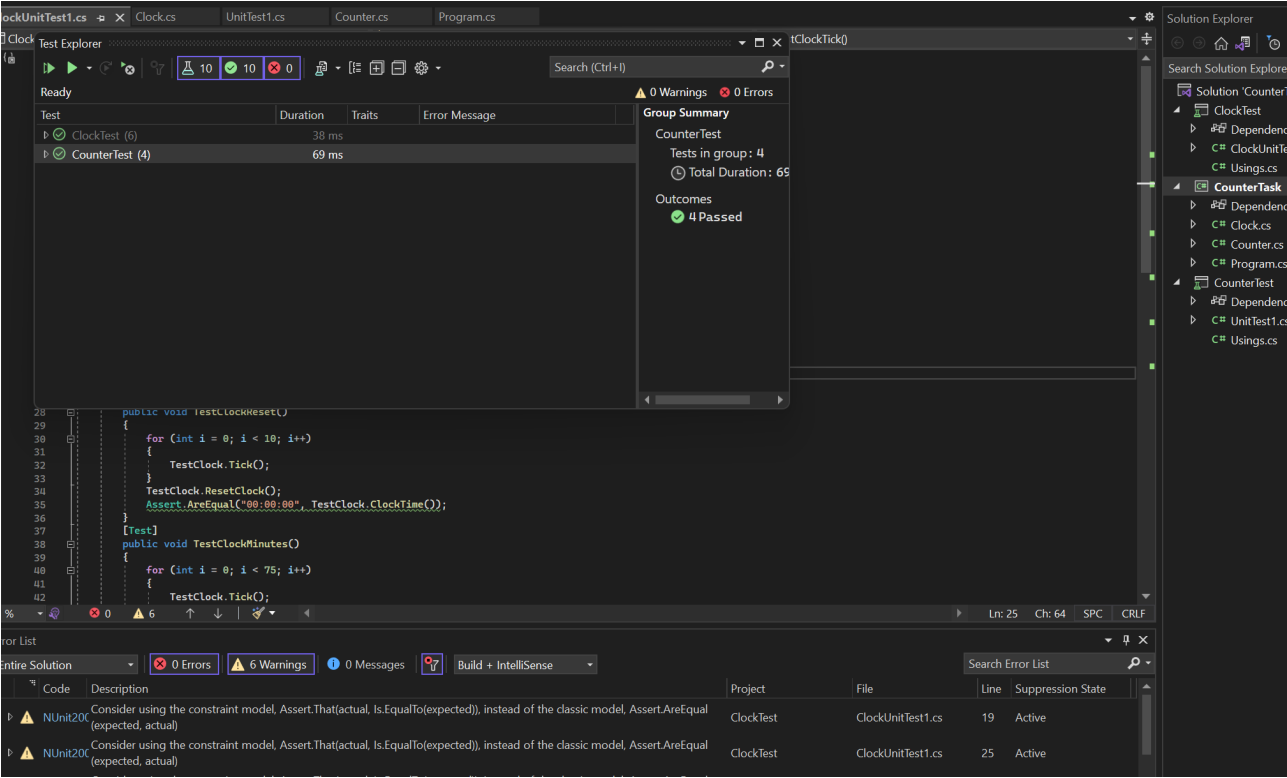 lockUnitTest1.cs
Clock.cs
UnitTest1.cs
Counter.cs
Program.cs
Clock
tClockTick()
Test Explorer
10
10
0
Search (Ctrl+I)
Ready
0 Warnings
0 Errors
Test
Duration
Traits
Error Message
ClockTest (6)
38 ms
CounterTest (4)
69 ms
Group Summary
CounterTest
Tests in group: 4
Total Duration: 69
Outcomes
4 Passed
28 public void TestClockReset()
29 {
30 for (int i = 0; i < 10; i++)
31 {
32 TestClock.Tick();
33 }
34 TestClock.ResetClock();
35 Assert.AreEqual("00:00:00", TestClock.ClockTime());
36 }
37 [Test]
38 public void TestClockMinutes()
39 {
40 for (int i = 0; i < 75; i++)
41 {
42 TestClock.Tick();
%
0
6
Ln: 25
Ch: 64
SPC
CRLF
Solution Explorer
Search Solution Explore
Solution 'Counter
ClockTest
Dependenc
C# ClockUnitTe
C# Usings.cs
C# CounterTask
Dependenc
C# Clock.cs
C# Counter.cs
C# Program.cs
CounterTest
Dependenc
C# UnitTest1.cs
C# Usings.cs
ror List
Entire Solution
0 Errors
6 Warnings
0 Messages
Build + IntelliSense
Search Error List
Code
Description
Project
File
Line
Suppression State
NUnit200
Consider using the constraint model, Assert.That(actual, Is.EqualTo(expected)), instead of the classic model, Assert.AreEqual
(expected, actual)
ClockTest
ClockUnitTest1.cs
19
Active
NUnit200
Consider using the constraint model, Assert.That(actual, Is.EqualTo(expected)), instead of the classic model, Assert.AreEqual
(expected, actual)
ClockTest
ClockUnitTest1.cs
25
Active